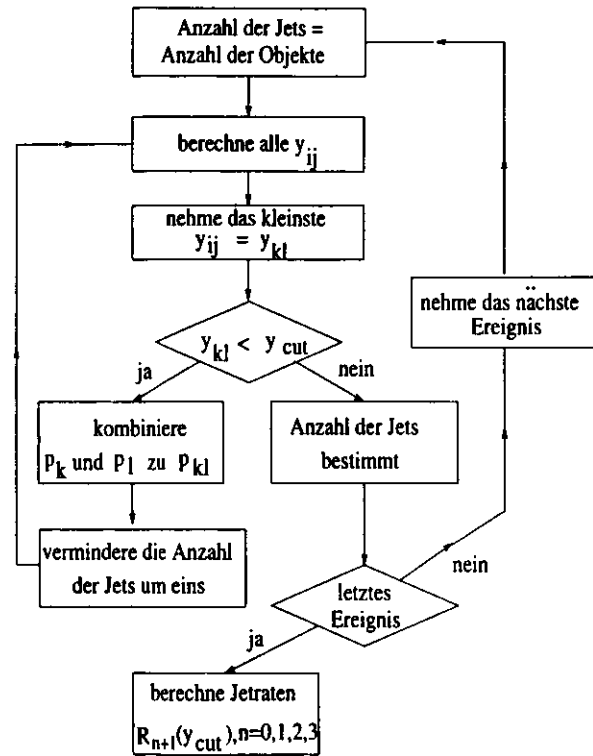 Anzahl der Jets =
Anzahl der Objekte
berechne alle y_ij
nehme das kleinste
y_ij = y_kl
y_kl < y_cut
ja
nein
kombiniere
p_k und p_l zu p_kl
Anzahl der Jets
bestimmt
vermindere die Anzahl
der Jets um eins
nehme das nächste
Ereignis
letztes
Ereignis
nein
ja
berechne Jetraten
R_n+1(y_cut),n=0,1,2,3